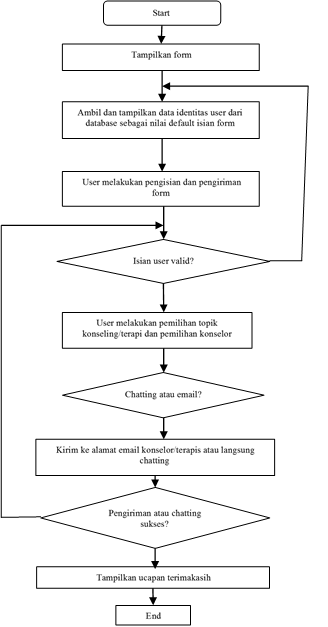 Start
Tampilkan form
Ambil dan tampilkan data identitas user dari
database sebagai nilai default isian form
User melakukan pengisian dan pengiriman
form
Isian user valid?
User melakukan pemilihan topik
konseling/terapi dan pemilihan konselor
Chatting atau email?
Kirim ke alamat email konselor/terapis atau langsung
chatting
Pengiriman atau chatting
sukses?
Tampilkan ucapan terimakasih
End